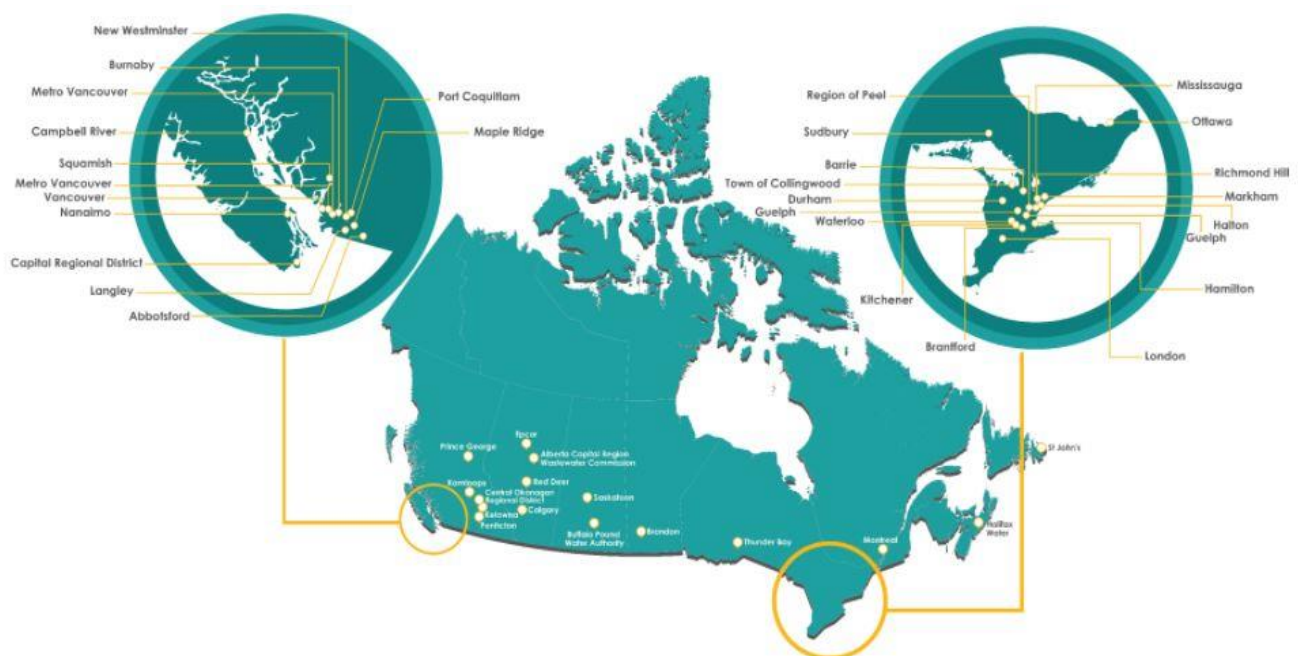 New Westminster
Burnaby
Metro Vancouver
Campbell River
Squamish
Metro Vancouver
Vancouver
Nanaimo
Capital Regional District
Langley
Abbotsford
Port Coquitlam
Maple Ridge
Region of Peel
Sudbury
Barrie
Town of Collingwood
Durham
Guelph
Waterloo
Kitchener
Brantford
Mississauga
Ottawa
Richmond Hill
Markham
Halton
Guelph
Hamilton
London
Prince George
Epcor
Alberta Capital Region
Wastewater Commission
Kamloops
Central Okanagan
Regional District
Kelowna
Penticton
Red Deer
Calgary
Saskatoon
Buffalo Pound
Water Authority
Brandon
Thunder Bay
Montreal
St John's
Halifax
Water